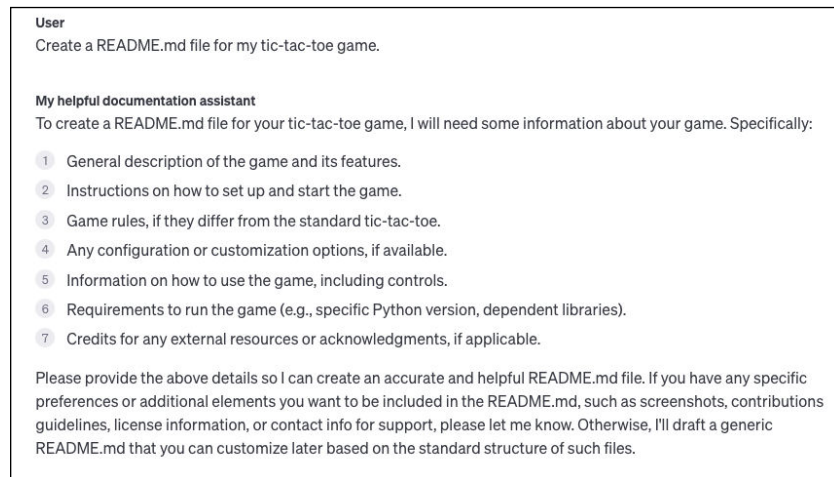 User
Create a README.md file for my tic-tac-toe game.
My helpful documentation assistant
To create a README.md file for your tic-tac-toe game, I will need some information about your game. Specifically:
1 General description of the game and its features.
2 Instructions on how to set up and start the game.
3 Game rules, if they differ from the standard tic-tac-toe.
4 Any configuration or customization options, if available.
5 Information on how to use the game, including controls.
6 Requirements to run the game (e.g., specific Python version, dependent libraries).
7 Credits for any external resources or acknowledgments, if applicable.
Please provide the above details so I can create an accurate and helpful README.md file. If you have any specific
preferences or additional elements you want to be included in the README.md, such as screenshots, contributions
guidelines, license information, or contact info for support, please let me know. Otherwise, I'll draft a generic
README.md that you can customize later based on the standard structure of such files.